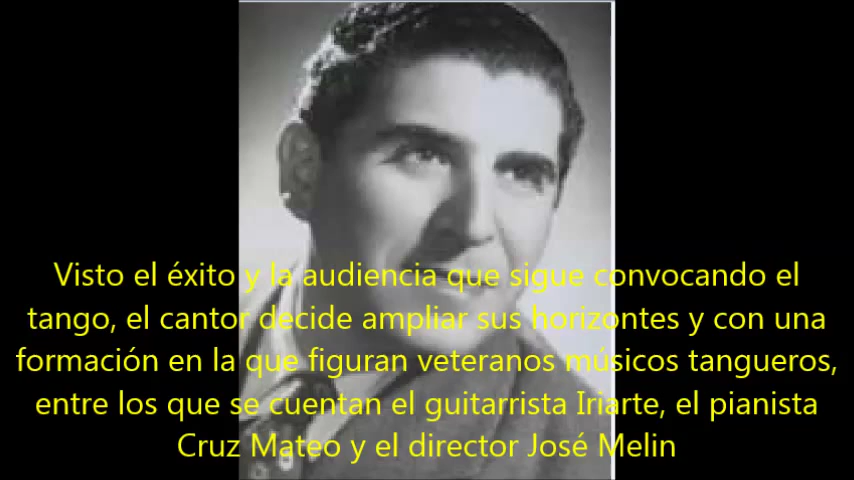 Visto el éxito y la audiencia que sigue convocando el
tango, el cantor decide ampliar sus horizontes y con una
formación en la que figuran veteranos músicos tangueros,
entre los que se cuentan el guitarrista Iriarte, el pianista
Cruz Mateo y el director José Melin